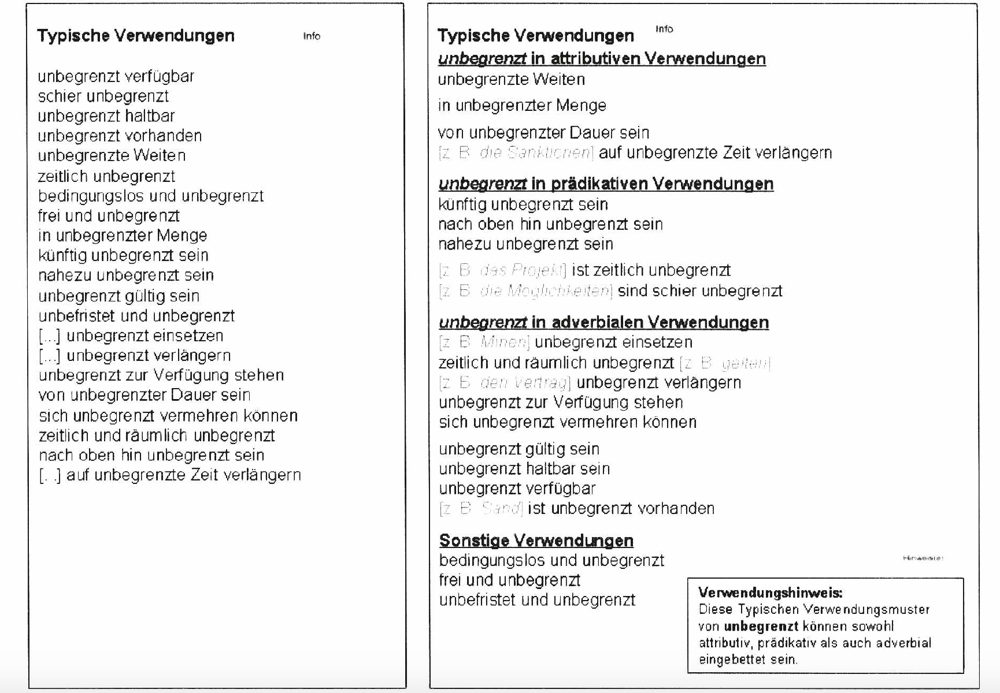 Typische Verwendungen Info
unbegrenzt verfügbar
schier unbegrenzt
unbegrenzt haltbar
unbegrenzt vorhanden
unbegrenzte Weiten
zeitlich unbegrenzt
bedingungslos und unbegrenzt
frei und unbegrenzt
in unbegrenzter Menge
künftig unbegrenzt sein
nahezu unbegrenzt sein
unbegrenzt gültig sein
unbefristet und unbegrenzt
[...] unbegrenzt einsetzen
[...] unbegrenzt verlängern
unbegrenzt zur Verfügung stehen
von unbegrenzter Dauer sein
sich unbegrenzt vermehren können
zeitlich und räumlich unbegrenzt
nach oben hin unbegrenzt sein
[. .] auf unbegrenzte Zeit verlängern
Typische Verwendungen Info
unbegrenzt in attributiven Verwendungen
unbegrenzte Weiten
in unbegrenzter Menge
von unbegrenzter Dauer sein
[z B die Sanktionen] auf unbegrenzte Zeit verlängern
unbegrenzt in prädikativen Verwendungen
künftig unbegrenzt sein
nach oben hin unbegrenzt sein
nahezu unbegrenzt sein
[z B das Projekt] ist zeitlich unbegrenzt
[z B die Möglichkeiten] sind schier unbegrenzt
unbegrenzt in adverbialen Verwendungen
[z B Minen] unbegrenzt einsetzen
zeitlich und räumlich unbegrenzt [z B gelten]
[z B den Vertrag] unbegrenzt verlängern
unbegrenzt zur Verfügung stehen
sich unbegrenzt vermehren können
unbegrenzt gültig sein
unbegrenzt haltbar sein
unbegrenzt verfügbar
[z B Sand] ist unbegrenzt vorhanden
Sonstige Verwendungen
bedingungslos und unbegrenzt
frei und unbegrenzt
unbefristet und unbegrenzt
Verwendungshinweis:
Diese Typischen Verwendungsmuster
von unbegrenzt können sowohl
attributiv, prädikativ als auch adverbial
eingebettet sein.